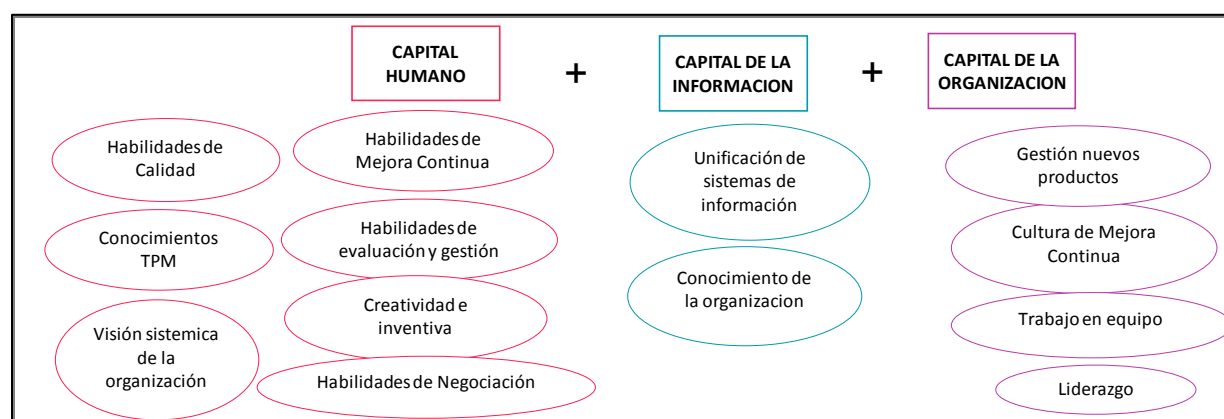 CAPITAL
HUMANO
+
CAPITAL DE LA
INFORMACION
+
CAPITAL DE LA
ORGANIZACION
Habilidades de
Calidad
Habilidades de
Mejora Continua
Conocimientos
TPM
Habilidades de
evaluación y gestión
Visión sistemica
de la
organización
Creatividad e
inventiva
Habilidades de Negociación
Unificación de
sistemas de
información
Conocimiento de
la organizacion
Gestión nuevos
productos
Cultura de Mejora
Continua
Trabajo en equipo
Liderazgo